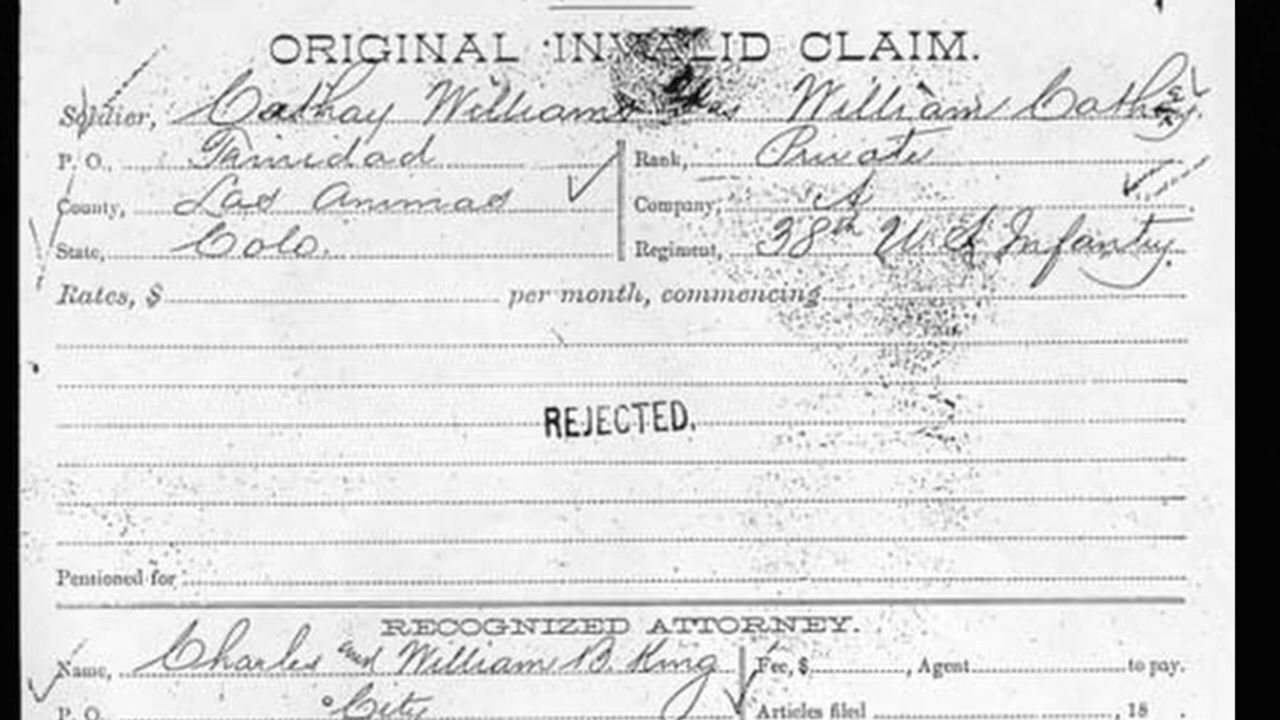 ORIGINAL INVALID CLAIM.
Soldier, Cathay Williams alias William Cathey.
P. O., Trinidad
Rank, Private
County, Las Animas
Company, A
State, Colo.
Regiment, 38th U.S. Infantry.
Rates, $ per month, commencing
REJECTED.
Pensioned for
RECOGNIZED ATTORNEY.
Name, Charles and William B. King
Fee, $ , Agent to pay.
P. O. City
Articles filed , 18 .